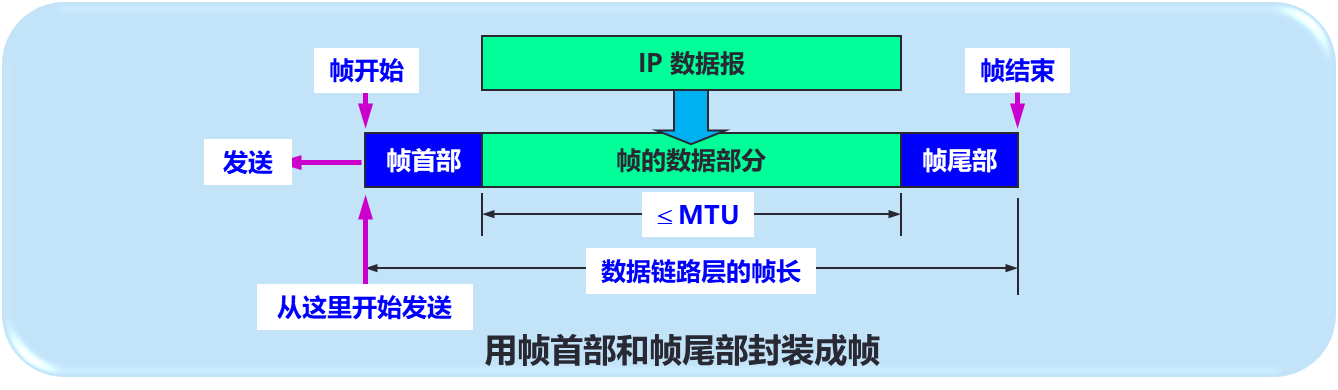 IP 数据报
帧开始
帧结束
发送
帧首部
帧的数据部分
帧尾部
≤ MTU
数据链路层的帧长
从这里开始发送
用帧首部和帧尾部封装成帧